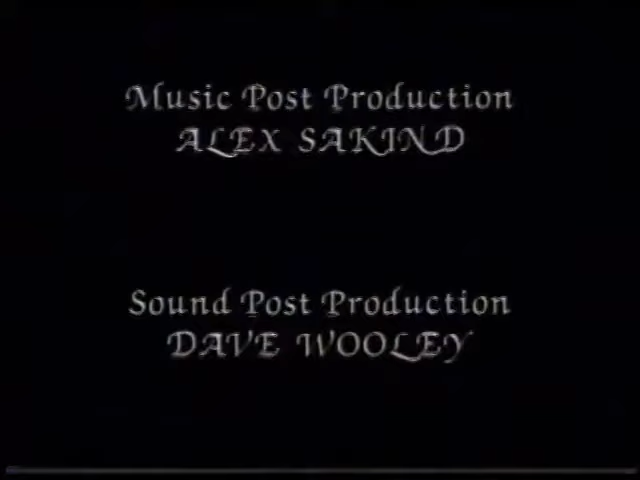 Music Post Production
ALEX SAKIND
Sound Post Production
DAVE WOOLEY